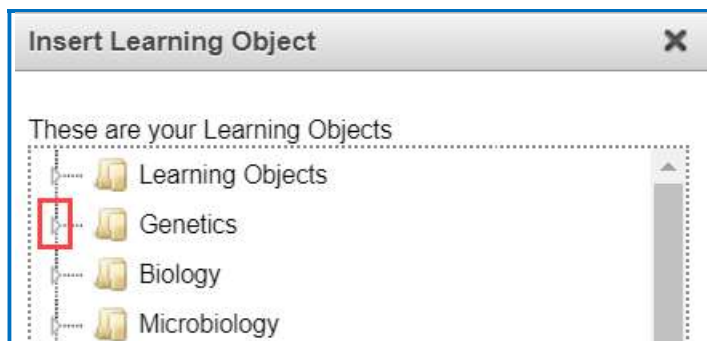 Insert Learning Object
These are your Learning Objects
Learning Objects
Genetics
Biology
Microbiology